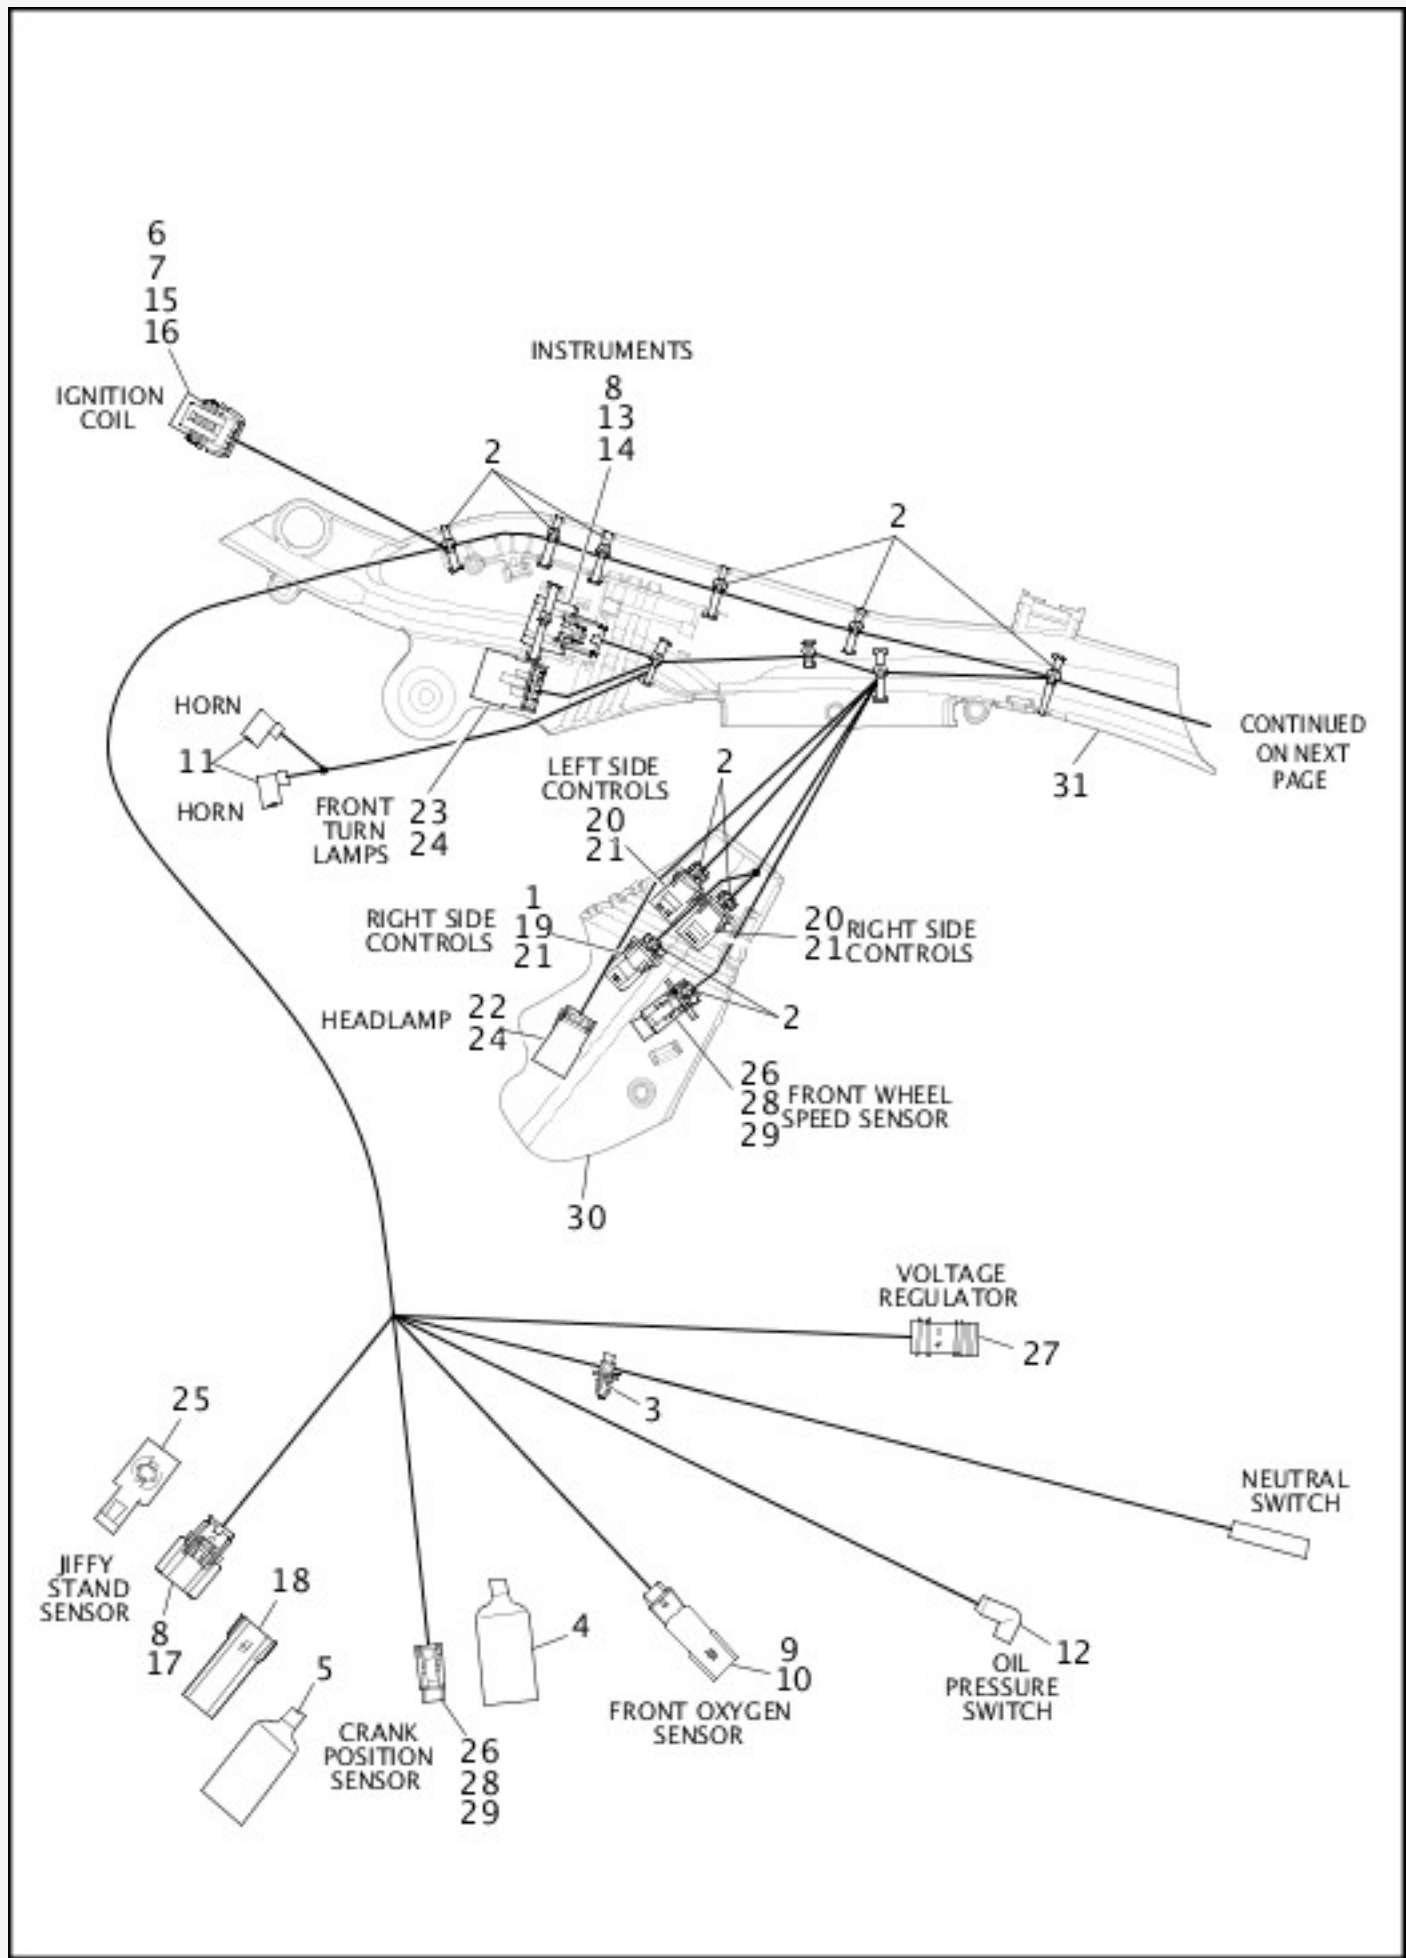 6
7
15
16
IGNITION
COIL
INSTRUMENTS
8
13
14
2
2
HORN
11
HORN
FRONT
TURN
LAMPS
23
24
LEFT SIDE
CONTROLS
20
21
2
31
CONTINUED
ON NEXT
PAGE
RIGHT SIDE
CONTROLS
1
19
21
20
21
RIGHT SIDE
CONTROLS
HEADLAMP
22
24
2
26
28
29
FRONT WHEEL
SPEED SENSOR
30
VOLTAGE
REGULATOR
27
3
25
NEUTRAL
SWITCH
JIFFY
STAND
SENSOR
8
17
18
5
4
CRANK
POSITION
SENSOR
26
28
29
9
10
FRONT OXYGEN
SENSOR
12
OIL
PRESSURE
SWITCH